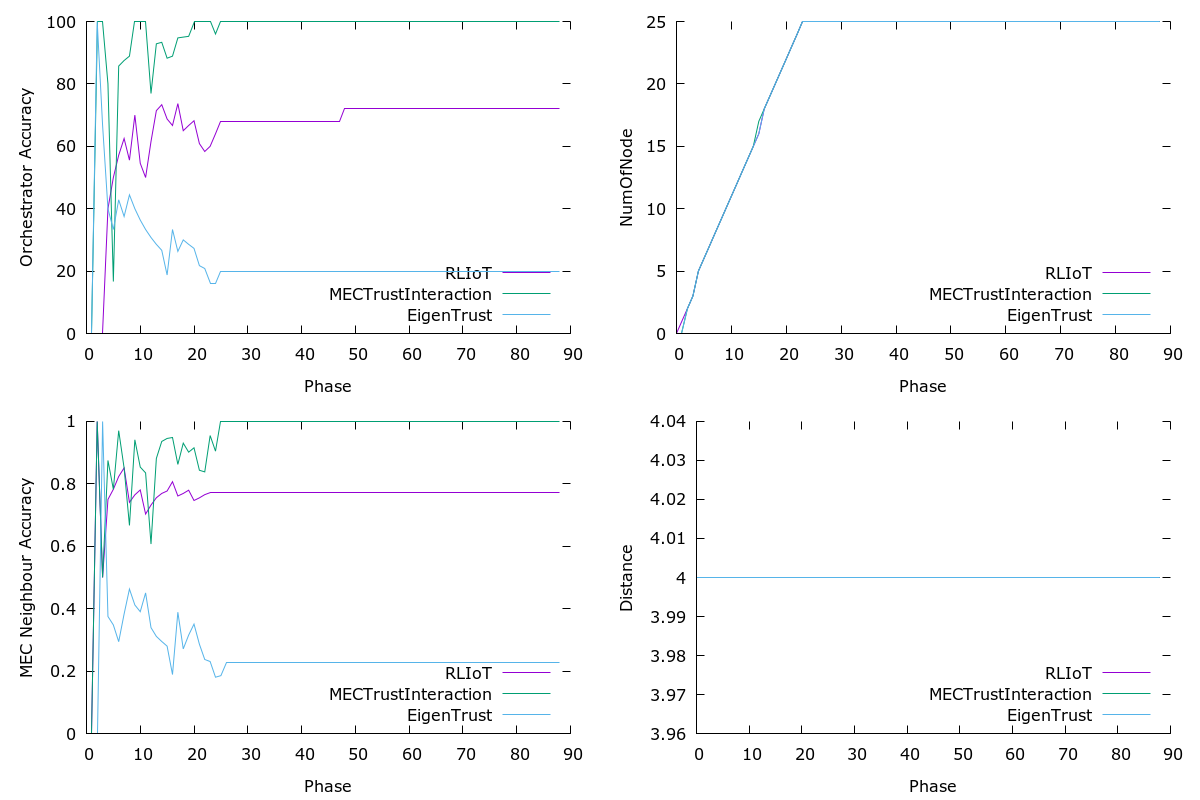 100
80
60
40
20
0
Orchestrator Accuracy
RLIoT
MECTrustInteraction
EigenTrust
0 10 20 30 40 50 60 70 80 90
Phase
25
20
15
10
5
0
NumOfNode
RLIoT
MECTrustInteraction
EigenTrust
0 10 20 30 40 50 60 70 80 90
Phase
1
0.8
0.6
0.4
0.2
0
MEC Neighbour Accuracy
RLIoT
MECTrustInteraction
EigenTrust
0 10 20 30 40 50 60 70 80 90
Phase
4.04
4.03
4.02
4.01
4
3.99
3.98
3.97
3.96
Distance
RLIoT
MECTrustInteraction
EigenTrust
0 10 20 30 40 50 60 70 80 90
Phase